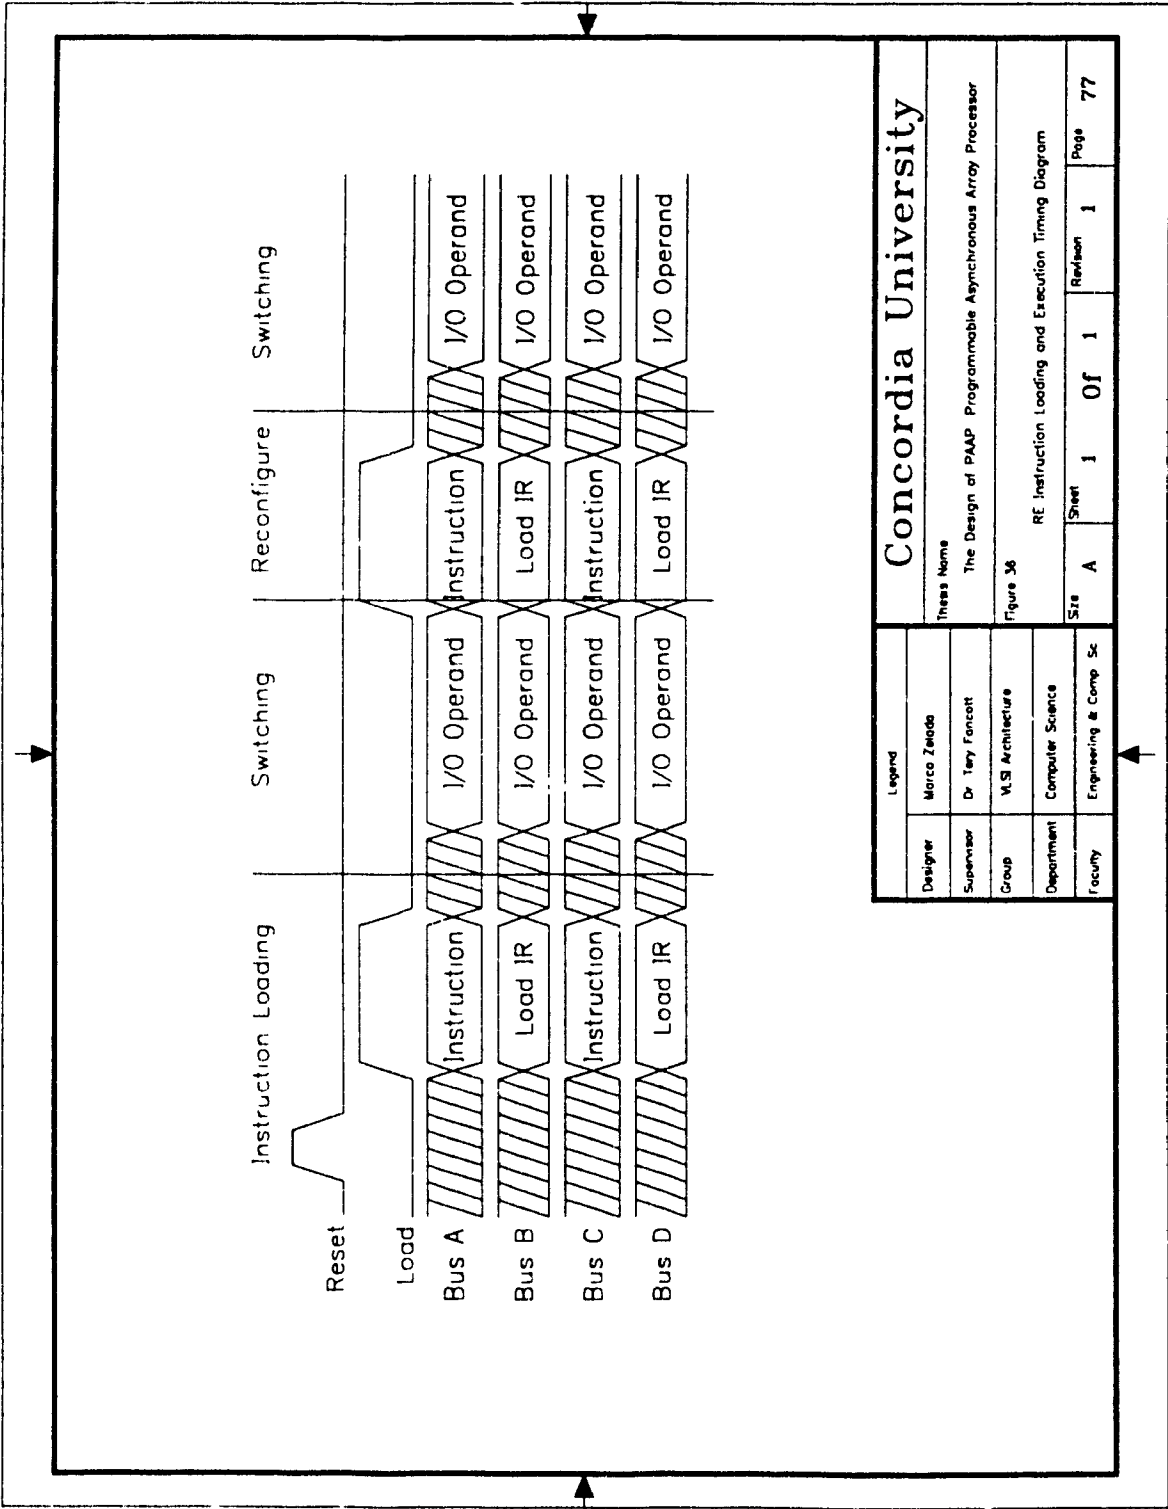 Instruction Loading Switching Reconfigure Switching
Reset
Load
Bus A Instruction I/O Operand Instruction I/O Operand
Bus B Load IR I/O Operand Load IR I/O Operand
Bus C Instruction I/O Operand Instruction I/O Operand
Bus D Load IR I/O Operand Load IR I/O Operand
Legend
Designer Marco Zelada
Supervisor Dr Terry Fancott
Group VLSI Architecture
Department Computer Science
Faculty Engineering & Comp Sc
Concordia University
Thesis Name
The Design of PAAP Programmable Asynchronous Array Processor
Figure 36
RE Instruction Loading and Execution Timing Diagram
Size A Sheet 1 Of 1 Revision 1 Page 77